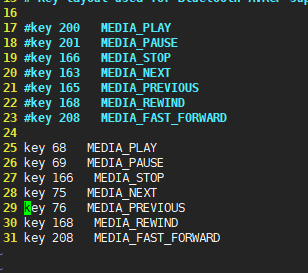 # Key layout used for Bluetooth AVRCP sup
16
17 #key 200 MEDIA_PLAY
18 #key 201 MEDIA_PAUSE
19 #key 166 MEDIA_STOP
20 #key 163 MEDIA_NEXT
21 #key 165 MEDIA_PREVIOUS
22 #key 168 MEDIA_REWIND
23 #key 208 MEDIA_FAST_FORWARD
24
25 key 68 MEDIA_PLAY
26 key 69 MEDIA_PAUSE
27 key 166 MEDIA_STOP
28 key 75 MEDIA_NEXT
29 key 76 MEDIA_PREVIOUS
30 key 168 MEDIA_REWIND
31 key 208 MEDIA_FAST_FORWARD
~
~